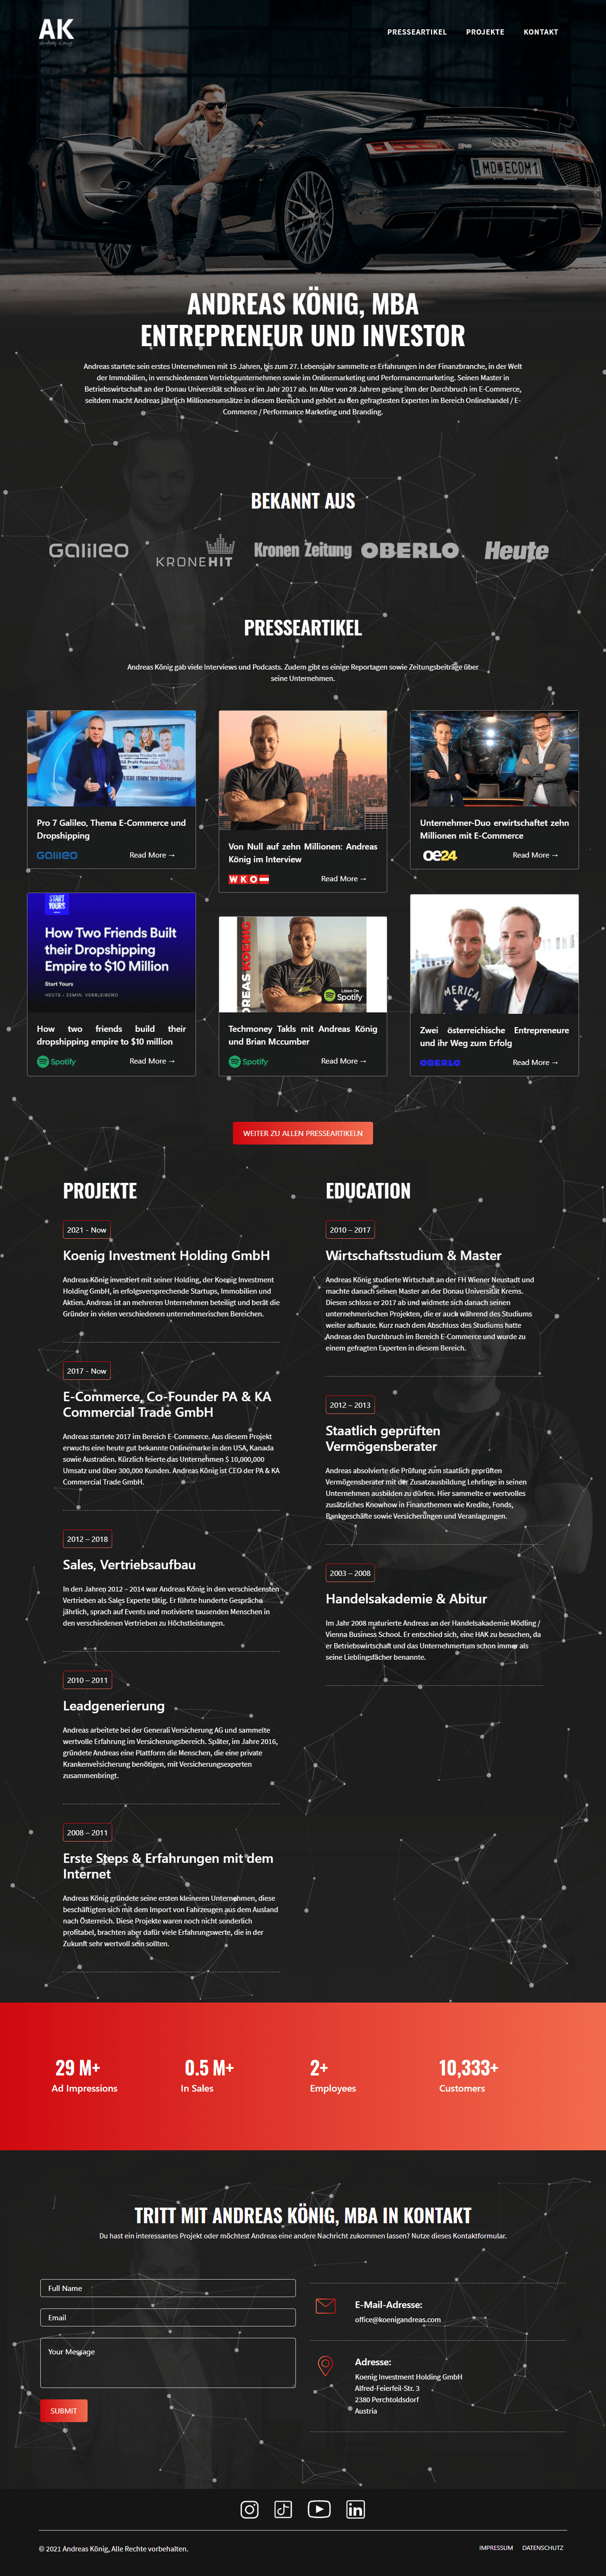 AK
andreas könig
PRESSEARTIKEL
PROJEKTE
KONTAKT
MD ECOM1
ANDREAS KÖNIG, MBA
ENTREPRENEUR UND INVESTOR
Andreas startete sein erstes Unternehmen mit 15 Jahren, bis zum 27. Lebensjahr sammelte er Erfahrungen in der Finanzbranche, in der Welt
der Immobilien, in verschiedensten Vertriebsunternehmen sowie im Onlinemarketing und Performancemarketing. Seinen Master in
Betriebswirtschaft an der Donau Universität schloss er im Jahr 2017 ab. Im Alter von 28 Jahren gelang ihm der Durchbruch im E-Commerce,
seitdem macht Andreas jährlich Millionenumsätze in diesem Bereich und gehört zu den gefragtesten Experten im Bereich Onlinehandel / E-
Commerce / Performance Marketing und Branding.
BEKANNT AUS
Galileo
KRONEHIT
Kronen Zeitung
OBERLO
Heute
PRESSEARTIKEL
Andreas König gab viele Interviews und Podcasts. Zudem gibt es einige Reportagen sowie Zeitungsbeiträge über
seine Unternehmen.
Pro 7 Galileo, Thema E-Commerce und
Dropshipping
Galileo
Read More →
Von Null auf zehn Millionen: Andreas
König im Interview
WKO
Read More →
Unternehmer-Duo erwirtschaftet zehn
Millionen mit E-Commerce
OE24
Read More →
START
YOURS
How Two Friends Built
their Dropshipping
Empire to $10 Million
Start Yours
HEUTE • 33MIN. VERBLEIBEND
How two friends build their
dropshipping empire to $10 million
Spotify
Read More →
DREAS KOENIG
Listen On
Spotify
Techmoney Takls mit Andreas König
und Brian Mccumber
Spotify
Read More →
MERICA
Zwei österreichische Entrepreneure
und ihr Weg zum Erfolg
OBERLO
Read More →
WEITER ZU ALLEN PRESSEARTIKELN
PROJEKTE
2021 - Now
Koenig Investment Holding GmbH
Andreas König investiert mit seiner Holding, der Koenig Investment
Holding GmbH, in erfolgsversprechende Startups, Immobilien und
Aktien. Andreas ist an mehreren Unternehmen beteiligt und berät die
Gründer in vielen verschiedenen unternehmerischen Bereichen.
2017 - Now
E-Commerce, Co-Founder PA & KA
Commercial Trade GmbH
Andreas startete 2017 im Bereich E-Commerce. Aus diesem Projekt
erwuchs eine heute gut bekannte Onlinemarke in den USA, Kanada
sowie Australien. Kürzlich feierte das Unternehmen $ 10,000,000
Umsatz und über 300,000 Kunden. Andreas König ist CEO der PA & KA
Commercial Trade GmbH.
2012 – 2018
Sales, Vertriebsaufbau
In den Jahren 2012 – 2014 war Andreas König in den verschiedensten
Vertrieben als Sales Experte tätig. Er führte hunderte Gespräche
jährlich, sprach auf Events und motivierte tausenden Menschen in
den verschiedenen Vertrieben zu Höchstleistungen.
2010 – 2011
Leadgenerierung
Andreas arbeitete bei der Generali Versicherung AG und sammelte
wertvolle Erfahrung im Versicherungsbereich. Später, im Jahre 2016,
gründete Andreas eine Plattform die Menschen, die eine private
Krankenversicherung benötigen, mit Versicherungsexperten
zusammenbringt.
2008 – 2011
Erste Steps & Erfahrungen mit dem
Internet
Andreas König gründete seine ersten kleineren Unternehmen, diese
beschäftigten sich mit dem Import von Fahrzeugen aus dem Ausland
nach Österreich. Diese Projekte waren noch nicht sonderlich
profitabel, brachten aber dafür viele Erfahrungswerte, die in der
Zukunft sehr wertvoll sein sollten.
EDUCATION
2010 – 2017
Wirtschaftsstudium & Master
Andreas König studierte Wirtschaft an der FH Wiener Neustadt und
machte danach seinen Master an der Donau Universität Krems.
Diesen schloss er 2017 ab und widmete sich danach seinen
unternehmerischen Projekten, die er auch während des Studiums
weiter aufbaute. Kurz nach dem Abschluss des Studiums hatte
Andreas den Durchbruch im Bereich E-Commerce und wurde zu
einem gefragten Experten in diesem Bereich.
2012 – 2013
Staatlich geprüften
Vermögensberater
Andreas absolvierte die Prüfung zum staatlich geprüften
Vermögensberater mit der Zusatzausbildung Lehrlinge in seinen
Unternehmen ausbilden zu dürfen. Hier sammelte er wertvolles
zusätzliches Knowhow in Finanzthemen wie Kredite, Fonds,
Bankgeschäfte sowie Versicherungen und Veranlagungen.
2003 – 2008
Handelsakademie & Abitur
Im Jahr 2008 maturierte Andreas an der Handelsakademie Mödling /
Vienna Business School. Er entschied sich, eine HAK zu besuchen, da
er Betriebswirtschaft und das Unternehmertum schon immer als
seine Lieblingsfächer benannte.
29 M+
Ad Impressions
0.5 M+
In Sales
2+
Employees
10,333+
Customers
TRITT MIT ANDREAS KÖNIG, MBA IN KONTAKT
Du hast ein interessantes Projekt oder möchtest Andreas eine andere Nachricht zukommen lassen? Nutze dieses Kontaktformular.
Full Name
Email
Your Message
SUBMIT
E-Mail-Adresse:
office@koenigandreas.com
Adresse:
Koenig Investment Holding GmbH
Alfred-Feierfeil-Str. 3
2380 Perchtoldsdorf
Austria
© 2021 Andreas König, Alle Rechte vorbehalten.
IMPRESSUM
DATENSCHUTZ